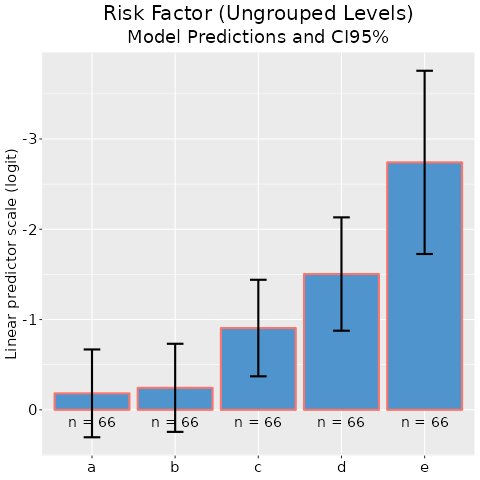 Risk Factor (Ungrouped Levels)
Model Predictions and CI95%
Linear predictor scale (logit)
-3
-2
-1
0
n = 66
n = 66
n = 66
n = 66
n = 66
a
b
c
d
e